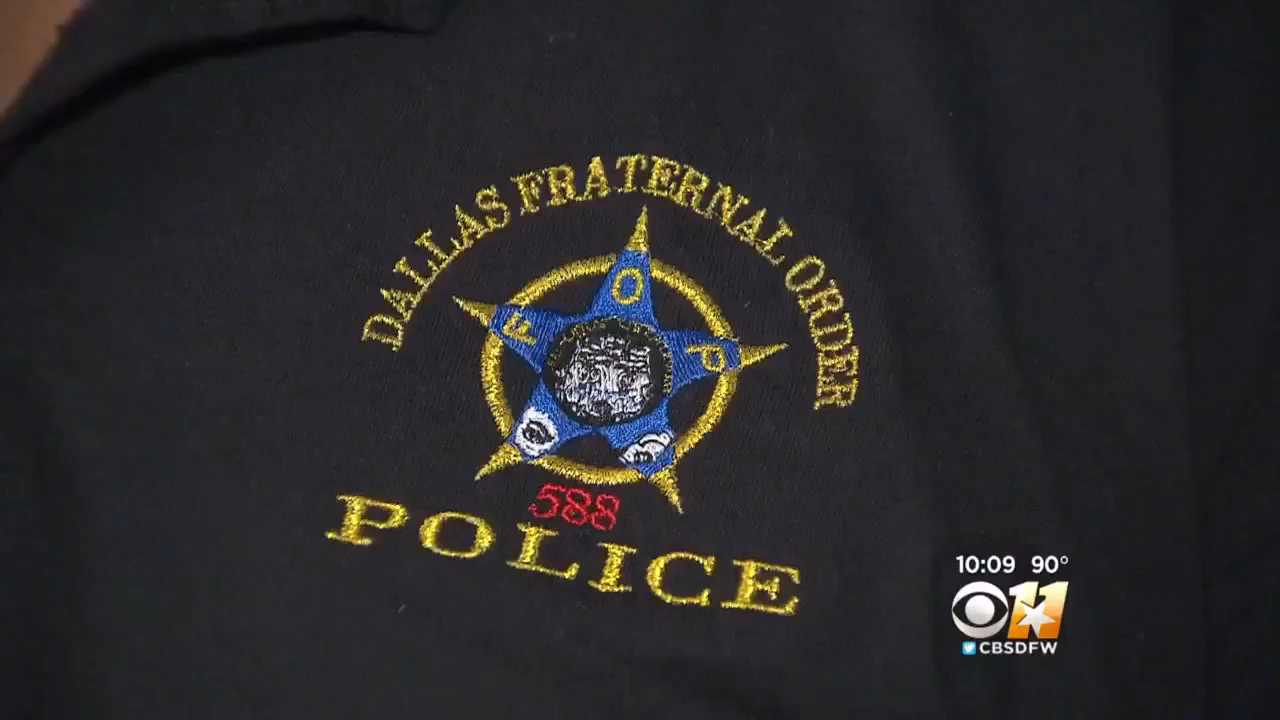 DALLAS FRATERNAL ORDER
F O P
588
POLICE
10:09 90°
11
CBSDFW